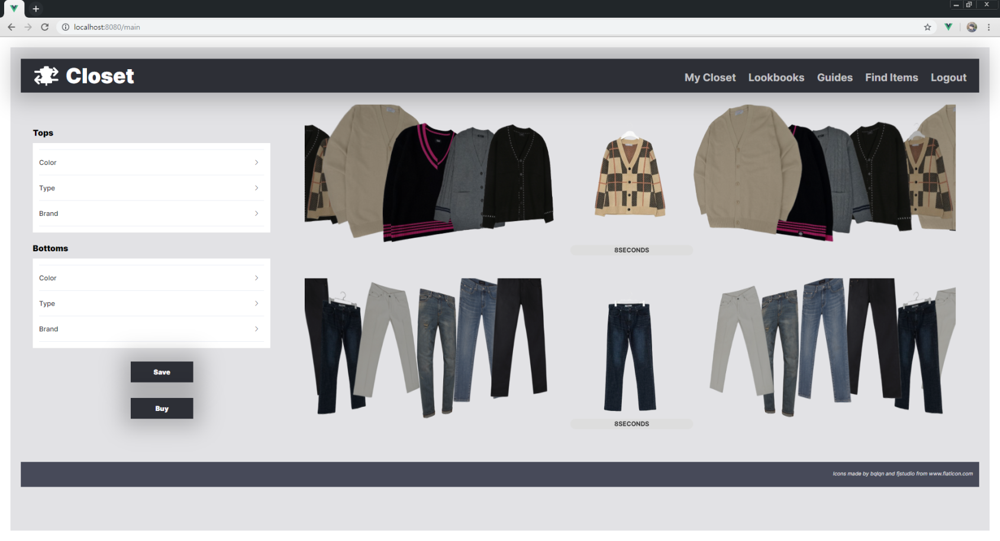 localhost:8080/main
Closet
My Closet Lookbooks Guides Find Items Logout
Tops
Color
Type
Brand
8SECONDS
Bottoms
Color
Type
Brand
Save
Buy
8SECONDS
Icons made by bqlqn and fjstudio from www.flaticon.com